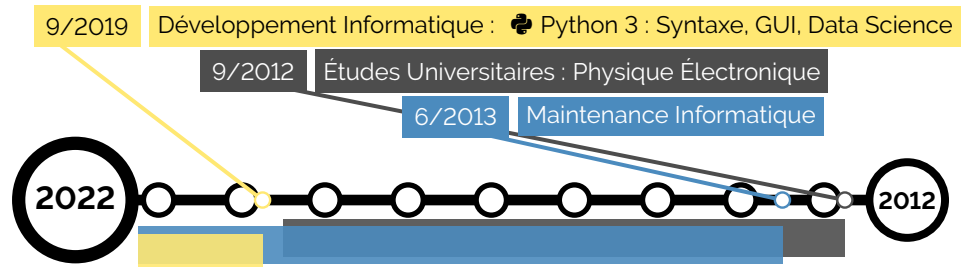 9/2019 Développement Informatique : Python 3 : Syntaxe, GUI, Data Science
9/2012 Études Universitaires : Physique Électronique
6/2013 Maintenance Informatique
2022 2012